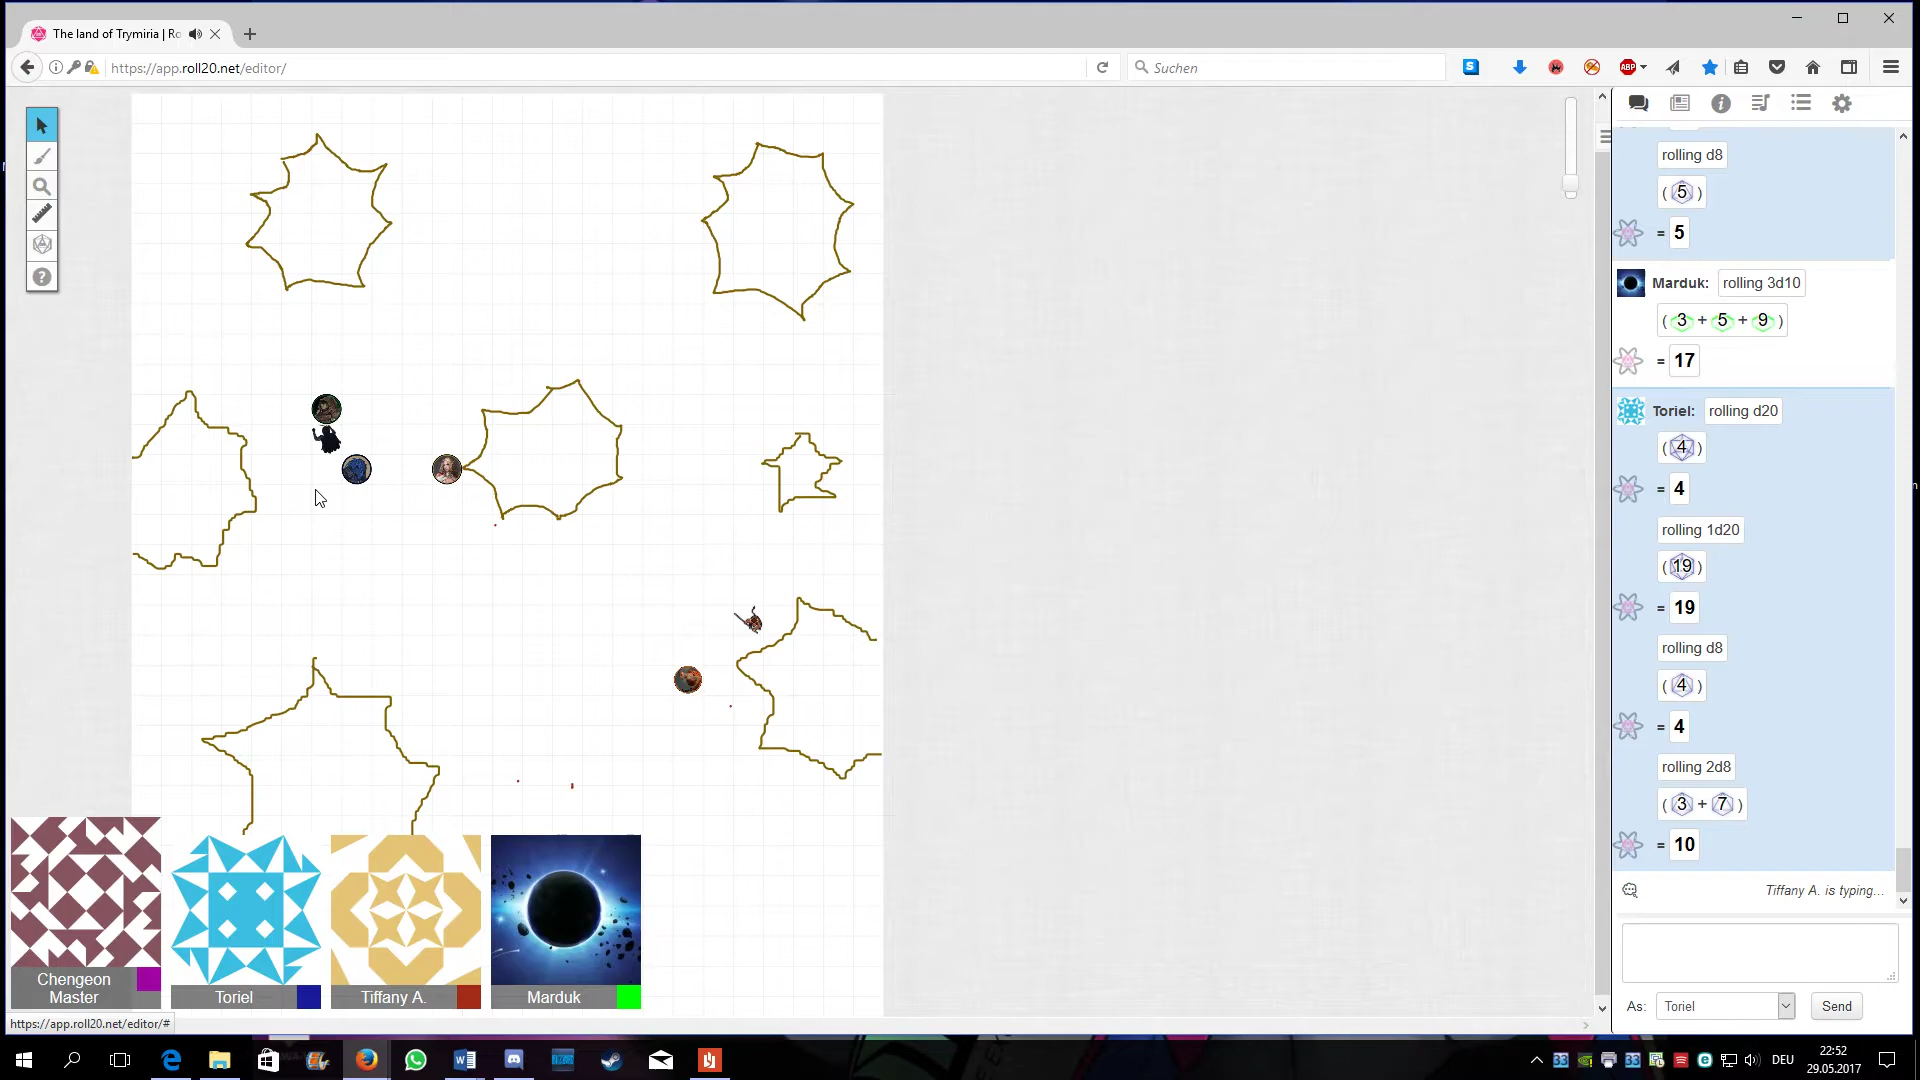 The land of Trymiria | Ro
https://app.roll20.net/editor/
Suchen
S
ABP
rolling d8
(5)
= 5
Marduk: rolling 3d10
(3 + 5 + 9)
= 17
Toriel: rolling d20
(4)
= 4
rolling 1d20
(19)
= 19
rolling d8
(4)
= 4
rolling 2d8
(3 + 7)
= 10
Tiffany A. is typing...
As: Toriel Send
Chengeon
Master
Toriel
Tiffany A.
Marduk
https://app.roll20.net/editor/#
33
33
DEU
22:52
29.05.2017